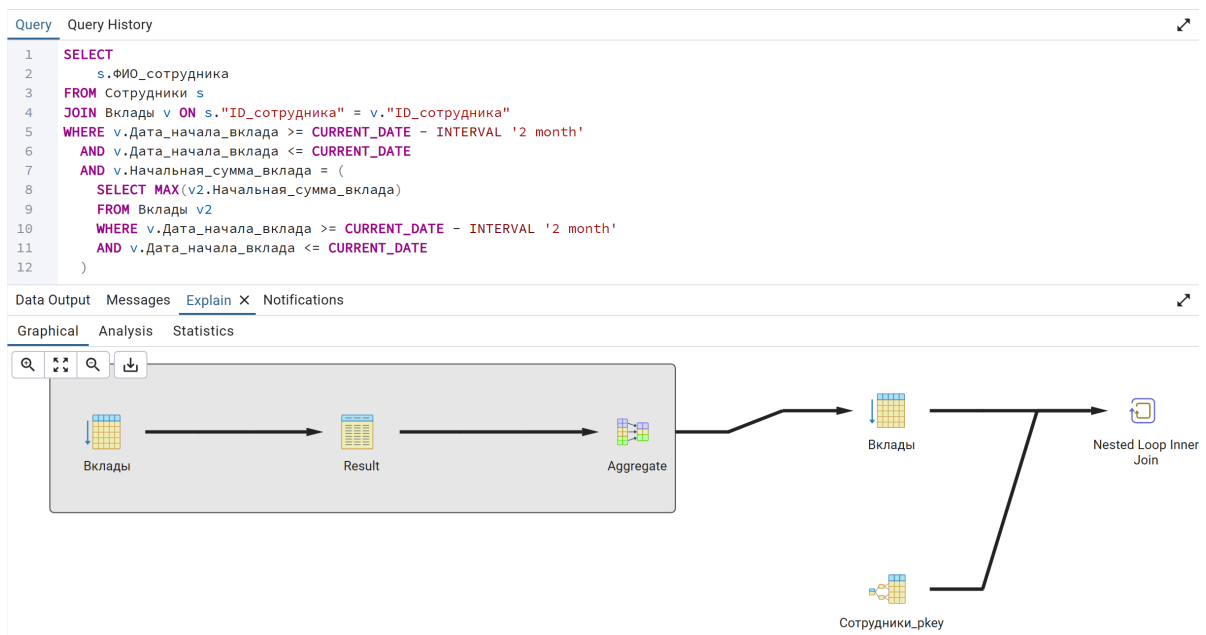 Query Query History
1 SELECT
2 s.ФИО_сотрудника
3 FROM Сотрудники s
4 JOIN Вклады v ON s."ID_сотрудника" = v."ID_сотрудника"
5 WHERE v.Дата_начала_вклада >= CURRENT_DATE - INTERVAL '2 month'
6 AND v.Дата_начала_вклада <= CURRENT_DATE
7 AND v.Начальная_сумма_вклада = (
8 SELECT MAX(v2.Начальная_сумма_вклада)
9 FROM Вклады v2
10 WHERE v.Дата_начала_вклада >= CURRENT_DATE - INTERVAL '2 month'
11 AND v.Дата_начала_вклада <= CURRENT_DATE
12 )
Data Output Messages Explain Notifications
Graphical Analysis Statistics
Вклады
Result
Aggregate
Вклады
Nested Loop Inner
Join
Сотрудники_pkey